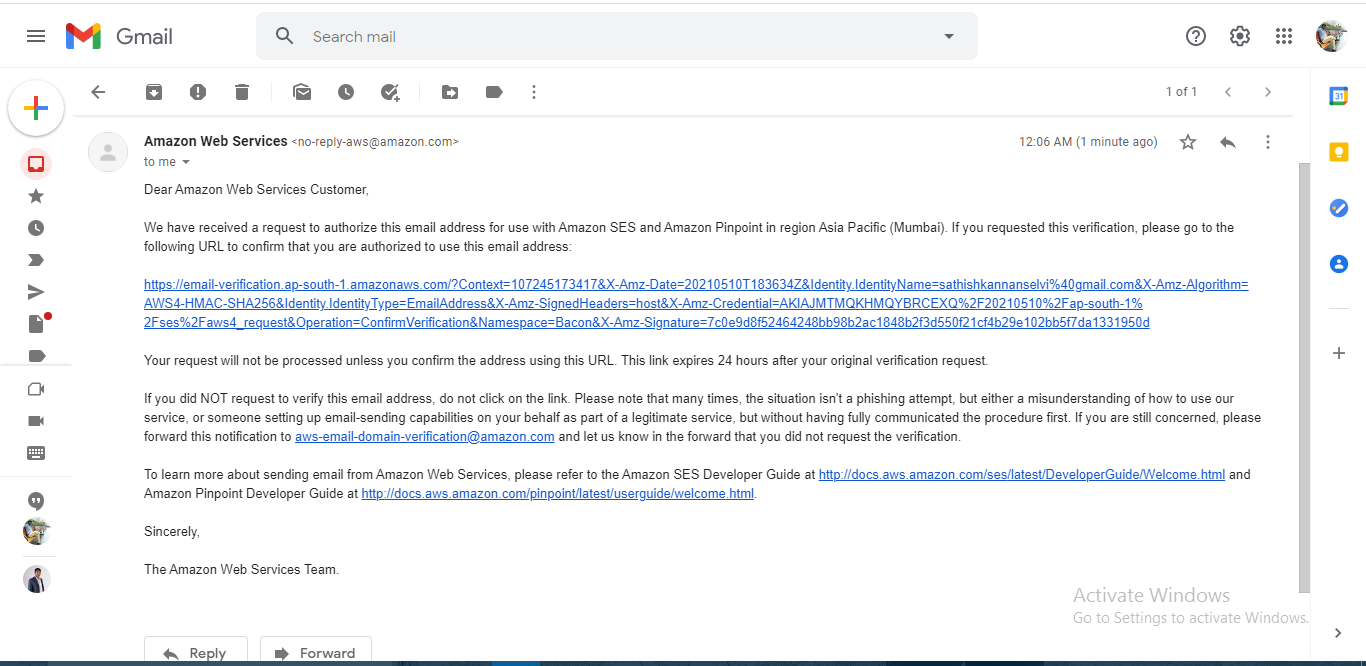 Gmail
Search mail
1 of 1
31
Amazon Web Services <no-reply-aws@amazon.com>
12:06 AM (1 minute ago)
to me
Dear Amazon Web Services Customer,
We have received a request to authorize this email address for use with Amazon SES and Amazon Pinpoint in region Asia Pacific (Mumbai). If you requested this verification, please go to the
following URL to confirm that you are authorized to use this email address:
https://email-verification.ap-south-1.amazonaws.com/?Context=107245173417&X-Amz-Date=20210510T183634Z&Identity.IdentityName=sathishkannanselvi%40gmail.com&X-Amz-Algorithm=
AWS4-HMAC-SHA256&Identity.IdentityType=EmailAddress&X-Amz-SignedHeaders=host&X-Amz-Credential=AKIAJMTMQKHMQYBRCEXQ%2F20210510%2Fap-south-1%
2Fses%2Faws4_request&Operation=ConfirmVerification&Namespace=Bacon&X-Amz-Signature=7c0e9d8f52464248bb98b2ac1848b2f3d550f21cf4b29e102bb5f7da1331950d
Your request will not be processed unless you confirm the address using this URL. This link expires 24 hours after your original verification request.
If you did NOT request to verify this email address, do not click on the link. Please note that many times, the situation isn't a phishing attempt, but either a misunderstanding of how to use our
service, or someone setting up email-sending capabilities on your behalf as part of a legitimate service, but without having fully communicated the procedure first. If you are still concerned, please
forward this notification to aws-email-domain-verification@amazon.com and let us know in the forward that you did not request the verification.
To learn more about sending email from Amazon Web Services, please refer to the Amazon SES Developer Guide at http://docs.aws.amazon.com/ses/latest/DeveloperGuide/Welcome.html and
Amazon Pinpoint Developer Guide at http://docs.aws.amazon.com/pinpoint/latest/userguide/welcome.html.
Sincerely,
The Amazon Web Services Team.
Activate Windows
Go to Settings to activate Windows.
Reply
Forward